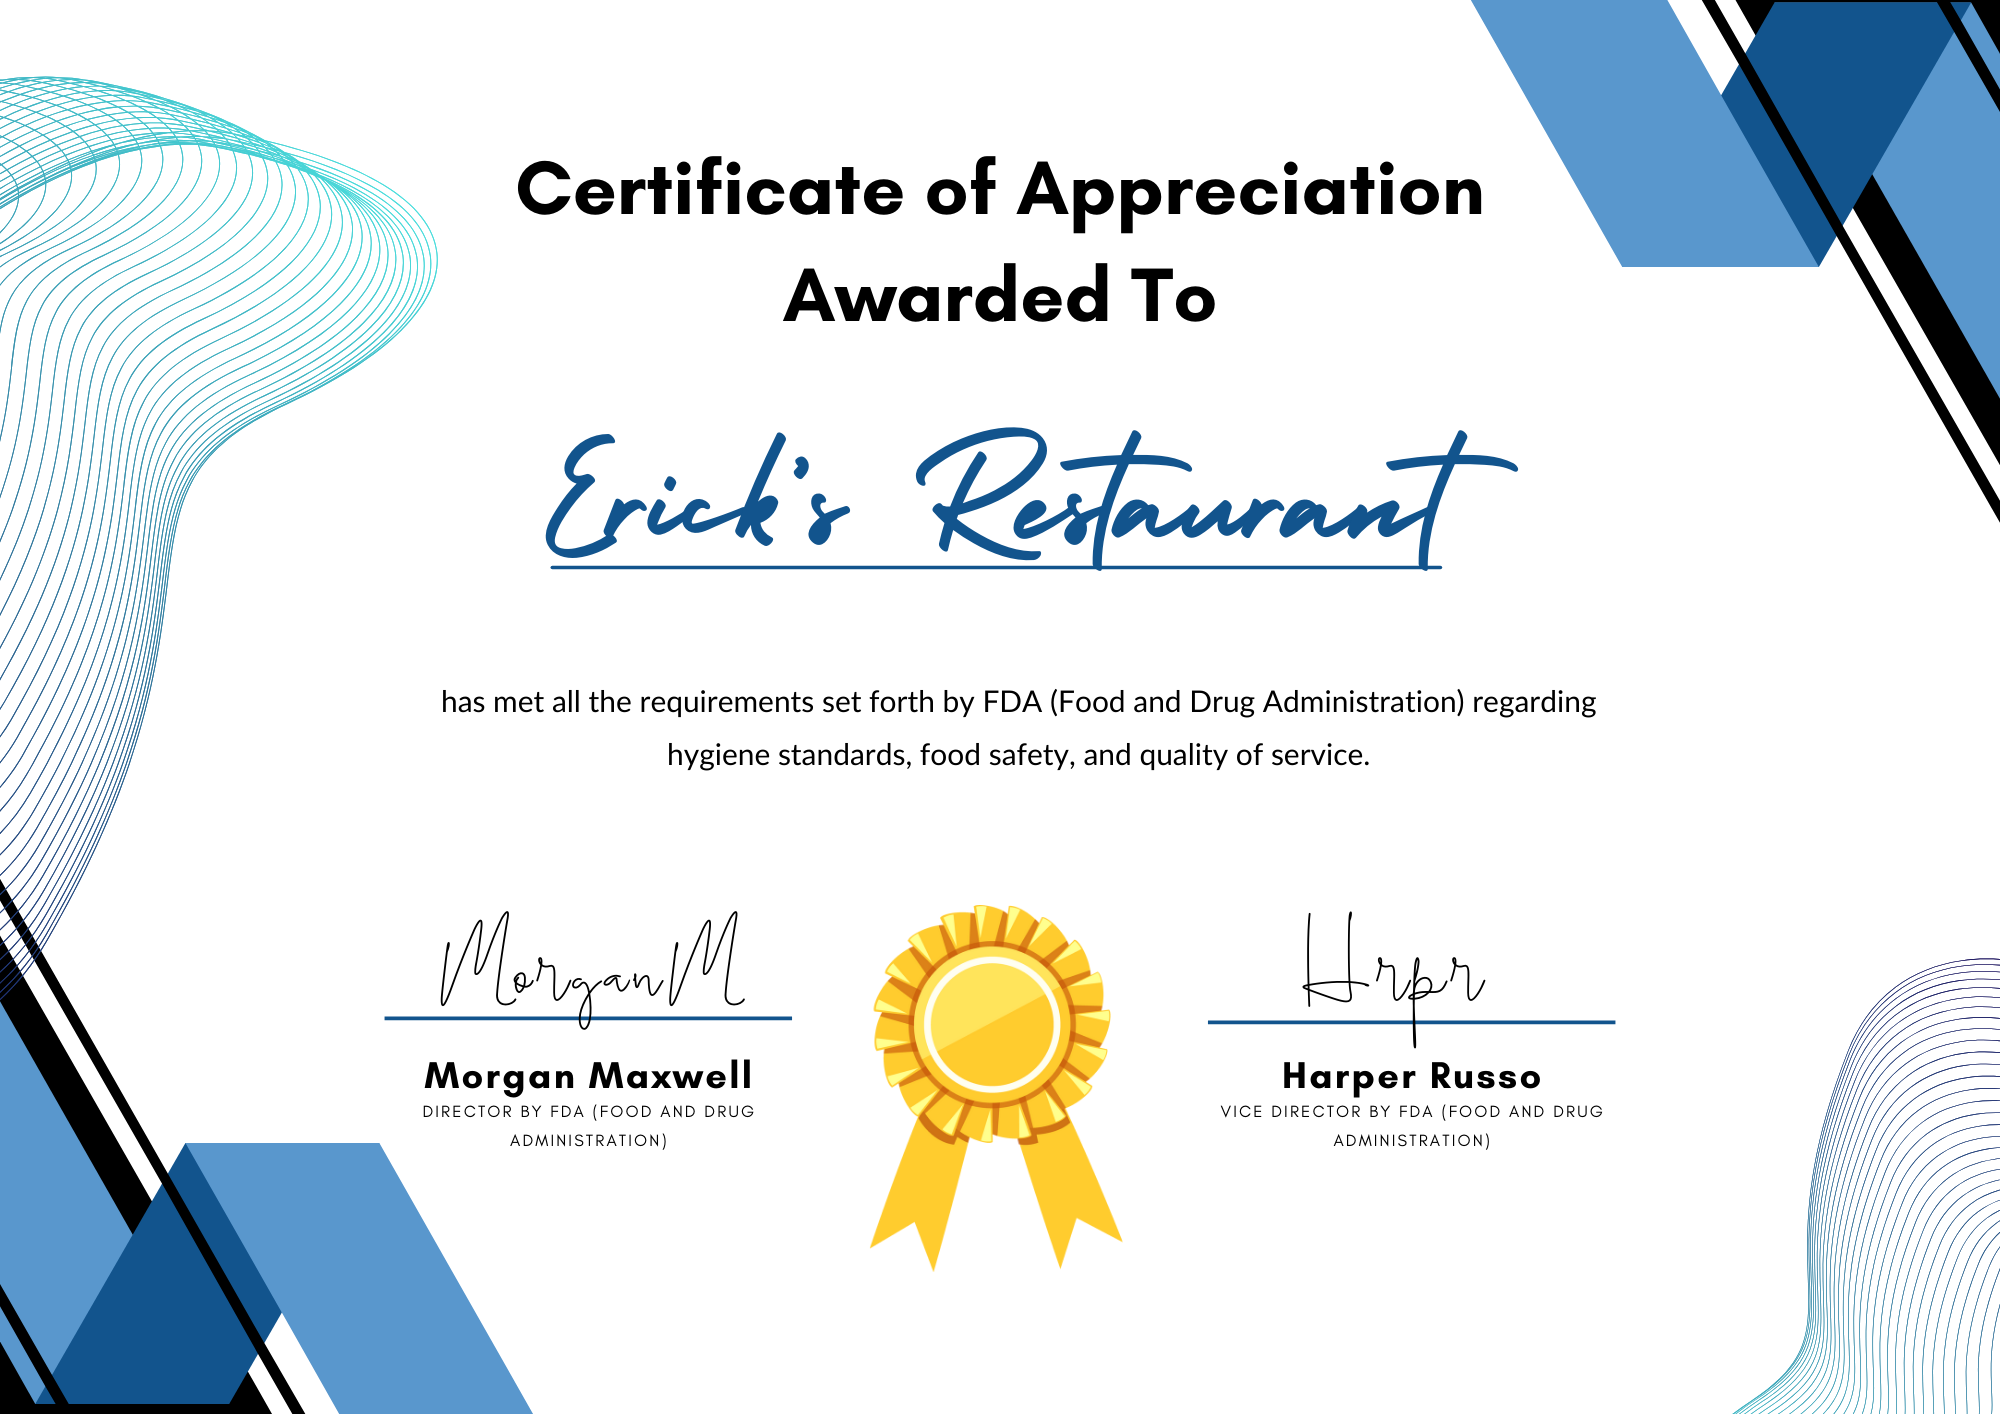 Certificate of Appreciation
Awarded To
Erick's Restaurant
has met all the requirements set forth by FDA (Food and Drug Administration) regarding
hygiene standards, food safety, and quality of service.
MorganM
Hrpr
Morgan Maxwell
DIRECTOR BY FDA (FOOD AND DRUG
ADMINISTRATION)
Harper Russo
VICE DIRECTOR BY FDA (FOOD AND DRUG
ADMINISTRATION)